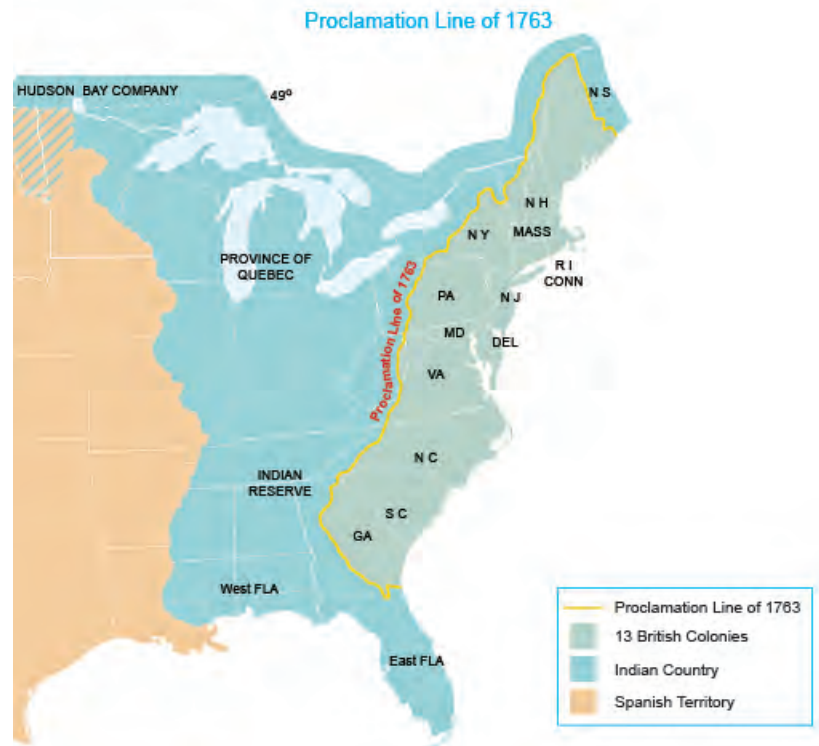 Proclamation Line of 1763
HUDSON BAY COMPANY
49º
N S
N H
N Y
MASS
PROVINCE OF
QUEBEC
R I
CONN
PA
N J
Proclamation Line of 1763
MD
DEL
VA
N C
INDIAN
RESERVE
S C
GA
West FLA
East FLA
Proclamation Line of 1763
13 British Colonies
Indian Country
Spanish Territory